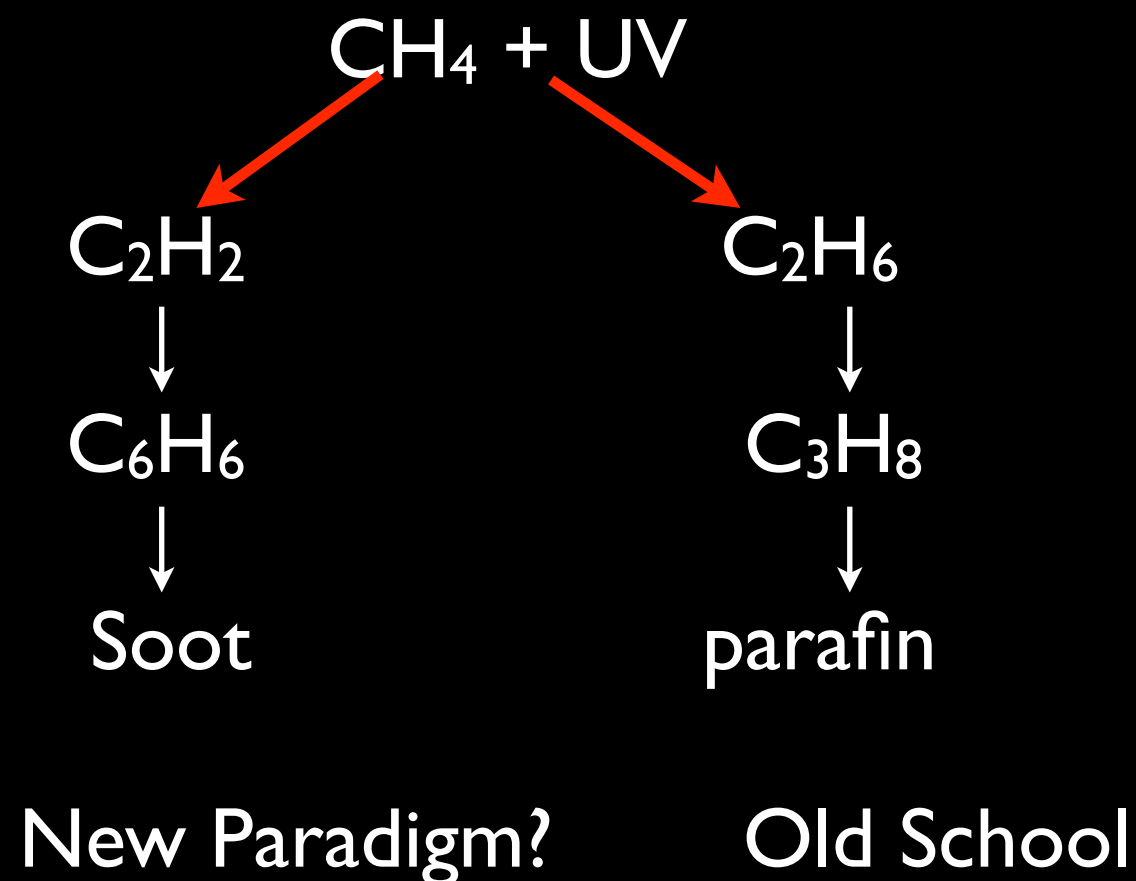 CH₄ + UV
C₂H₂ C₂H₆
C₆H₆ C₃H₈
Soot parafin
New Paradigm? Old School